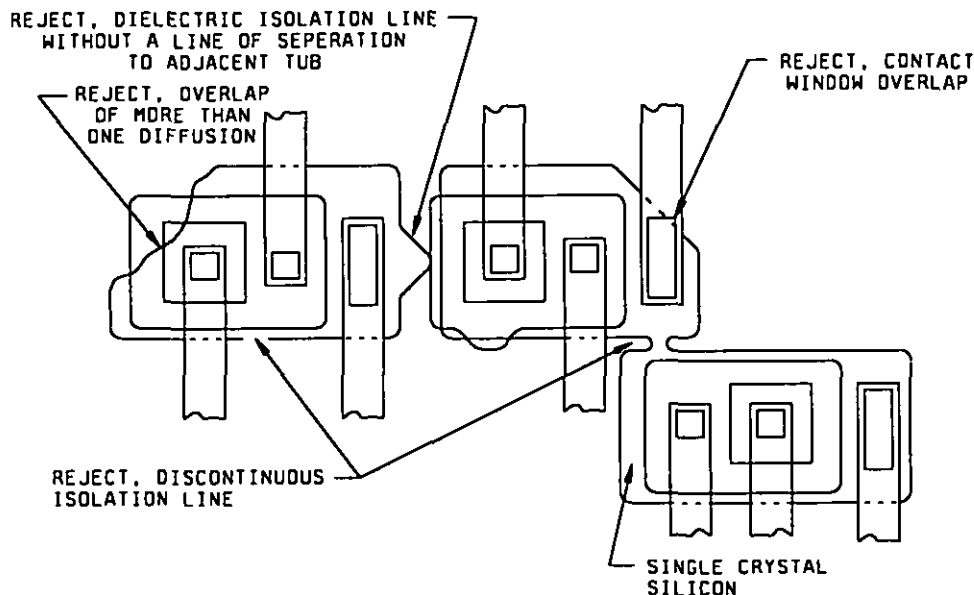 REJECT, DIELECTRIC ISOLATION LINE
WITHOUT A LINE OF SEPERATION
TO ADJACENT TUB
REJECT, OVERLAP
OF MORE THAN
ONE DIFFUSION
REJECT, CONTACT
WINDOW OVERLAP
REJECT, DISCONTINUOUS
ISOLATION LINE
SINGLE CRYSTAL
SILICON